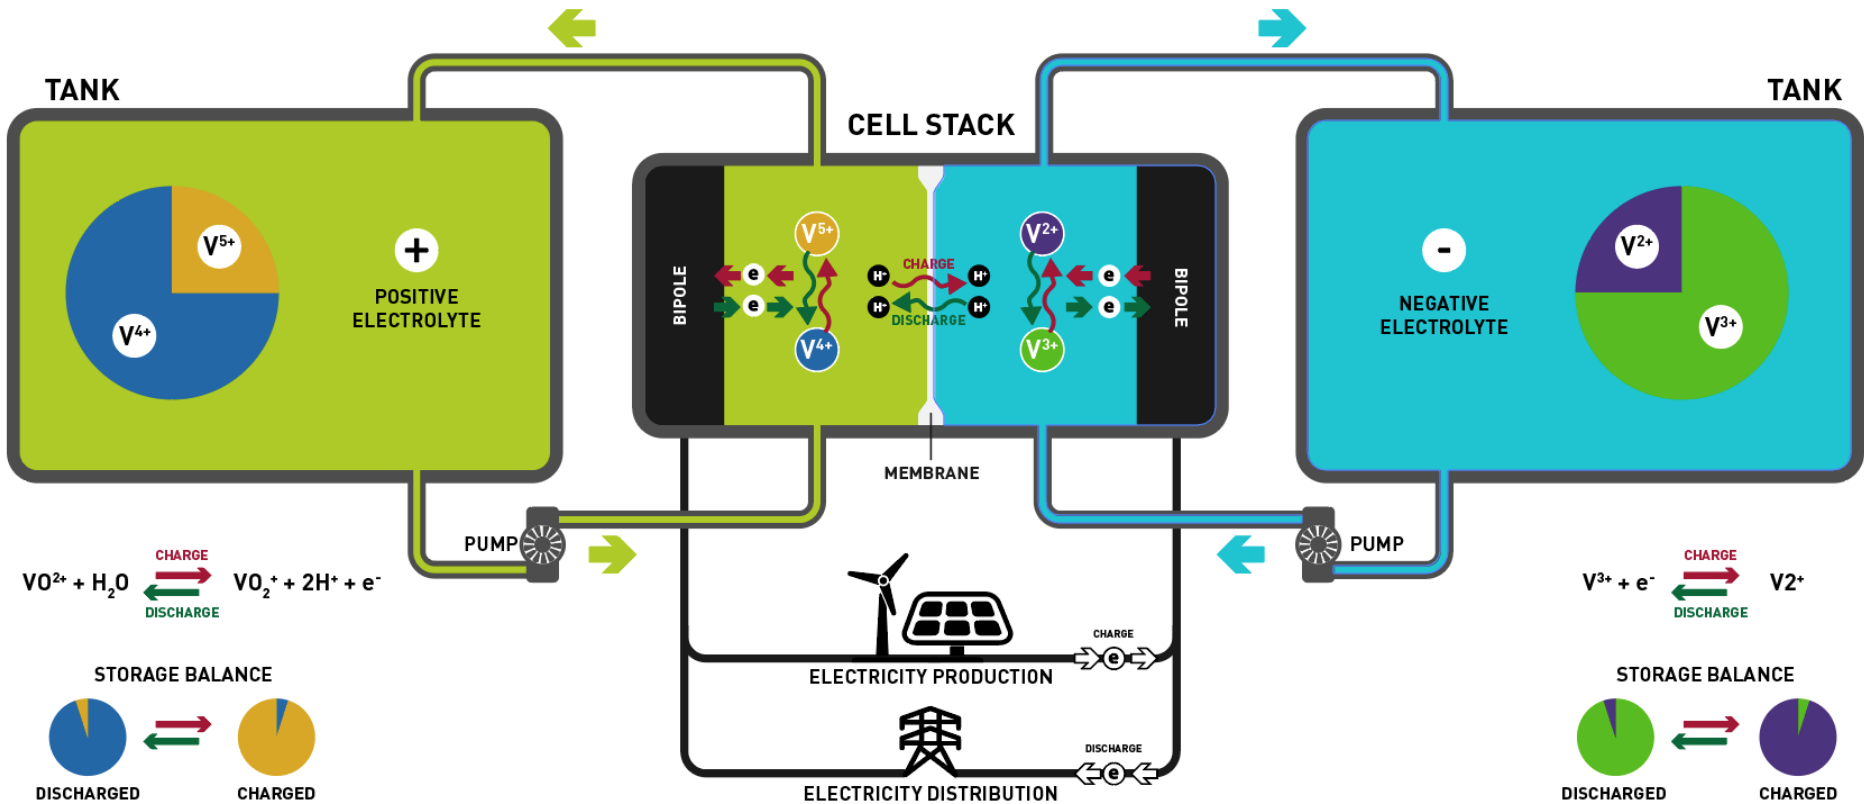 TANK
V5+
V4+
+
POSITIVE
ELECTROLYTE
CELL STACK
BIPOLE
e
e
V5+
V4+
H+
H+
CHARGE
H+
H+
DISCHARGE
V2+
V3+
e
e
BIPOLE
MEMBRANE
TANK
-
NEGATIVE
ELECTROLYTE
V2+
V3+
PUMP
PUMP
VO2+ + H2O
CHARGE
DISCHARGE
VO2+ + 2H+ + e-
V3+ + e-
CHARGE
DISCHARGE
V2+
CHARGE
e
ELECTRICITY PRODUCTION
DISCHARGE
e
ELECTRICITY DISTRIBUTION
STORAGE BALANCE
DISCHARGED
CHARGED
STORAGE BALANCE
DISCHARGED
CHARGED